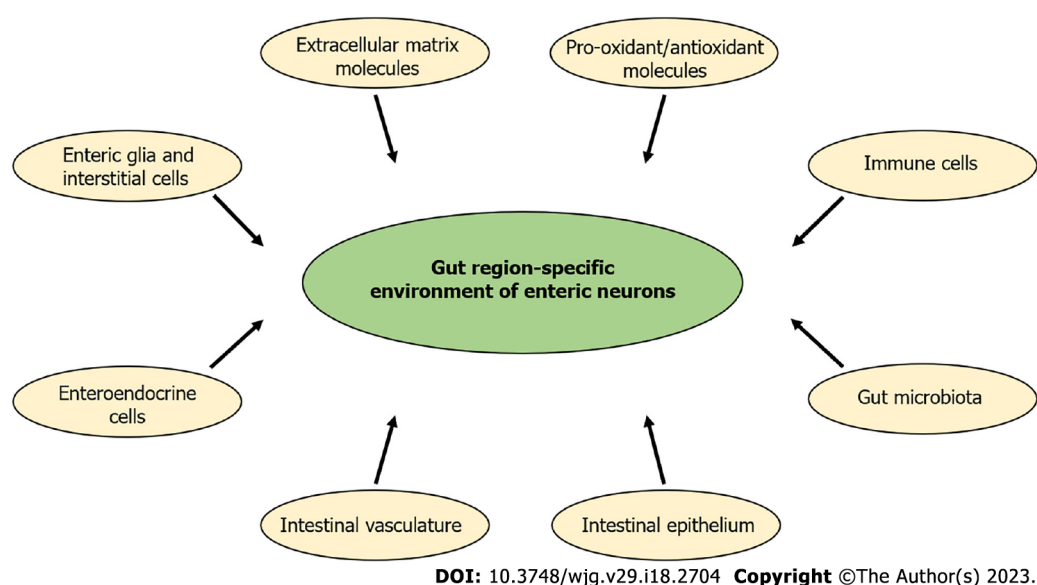 Extracellular matrix
molecules
Pro-oxidant/antioxidant
molecules
Enteric glia and
interstitial cells
Immune cells
Gut region-specific
environment of enteric neurons
Enteroendocrine
cells
Gut microbiota
Intestinal vasculature
Intestinal epithelium
DOI: 10.3748/wjg.v29.i18.2704 Copyright ©The Author(s) 2023.